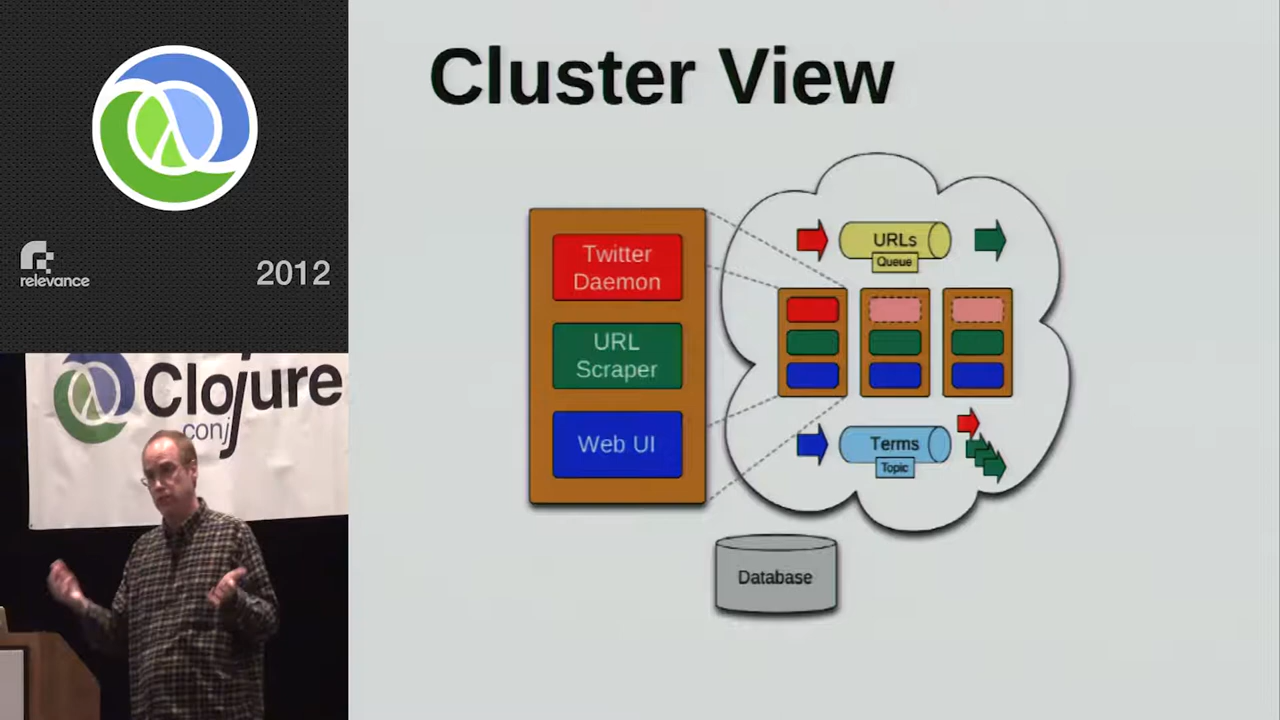 relevance
2012
Clojure
conj
Cluster View
Twitter
Daemon
URL
Scraper
Web UI
URLs
Queue
Terms
Topic
Database